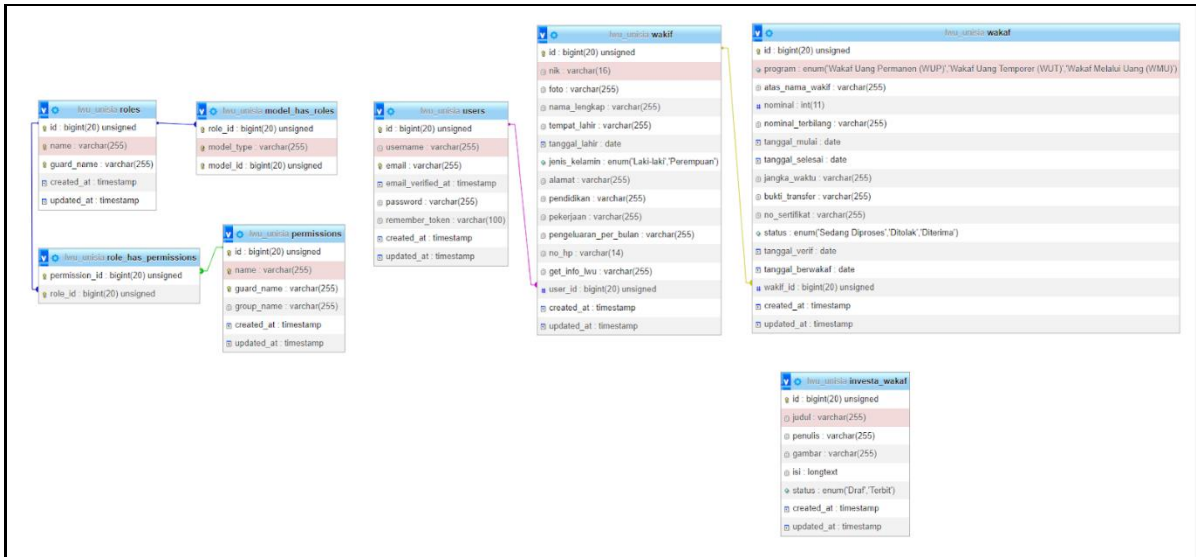 lwu_unisia roles
id : bigint(20) unsigned
name : varchar(255)
guard_name : varchar(255)
created_at : timestamp
updated_at : timestamp
lwu_unisia model_has_roles
role_id : bigint(20) unsigned
model_type : varchar(255)
model_id : bigint(20) unsigned
lwu_unisia role_has_permissions
permission_id : bigint(20) unsigned
role_id : bigint(20) unsigned
lwu_unisia permissions
id : bigint(20) unsigned
name : varchar(255)
guard_name : varchar(255)
group_name : varchar(255)
created_at : timestamp
updated_at : timestamp
lwu_unisia users
id : bigint(20) unsigned
username : varchar(255)
email : varchar(255)
email_verified_at : timestamp
password : varchar(255)
remember_token : varchar(100)
created_at : timestamp
updated_at : timestamp
lwu_unisia wakif
id : bigint(20) unsigned
nik : varchar(16)
foto : varchar(255)
nama_lengkap : varchar(255)
tempat_lahir : varchar(255)
tanggal_lahir : date
jenis_kelamin : enum('Laki-laki','Perempuan')
alamat : varchar(255)
pendidikan : varchar(255)
pekerjaan : varchar(255)
pengeluaran_per_bulan : varchar(255)
no_hp : varchar(14)
get_info_lwu : varchar(255)
user_id : bigint(20) unsigned
created_at : timestamp
updated_at : timestamp
lwu_unisia wakaf
id : bigint(20) unsigned
program : enum('Wakaf Uang Permanen (WUP)','Wakaf Uang Temporer (WUT)','Wakaf Melalui Uang (WMU)')
atas_nama_wakif : varchar(255)
nominal : int(11)
nominal_terbilang : varchar(255)
tanggal_mulai : date
tanggal_selesai : date
jangka_waktu : varchar(255)
bukti_transfer : varchar(255)
no_sertifikat : varchar(255)
status : enum('Sedang Diproses','Ditolak','Diterima')
tanggal_verif : date
tanggal_berwakaf : date
wakif_id : bigint(20) unsigned
created_at : timestamp
updated_at : timestamp
lwu_unisia investa_wakaf
id : bigint(20) unsigned
judul : varchar(255)
penulis : varchar(255)
gambar : varchar(255)
isi : longtext
status : enum('Draf','Terbit')
created_at : timestamp
updated_at : timestamp